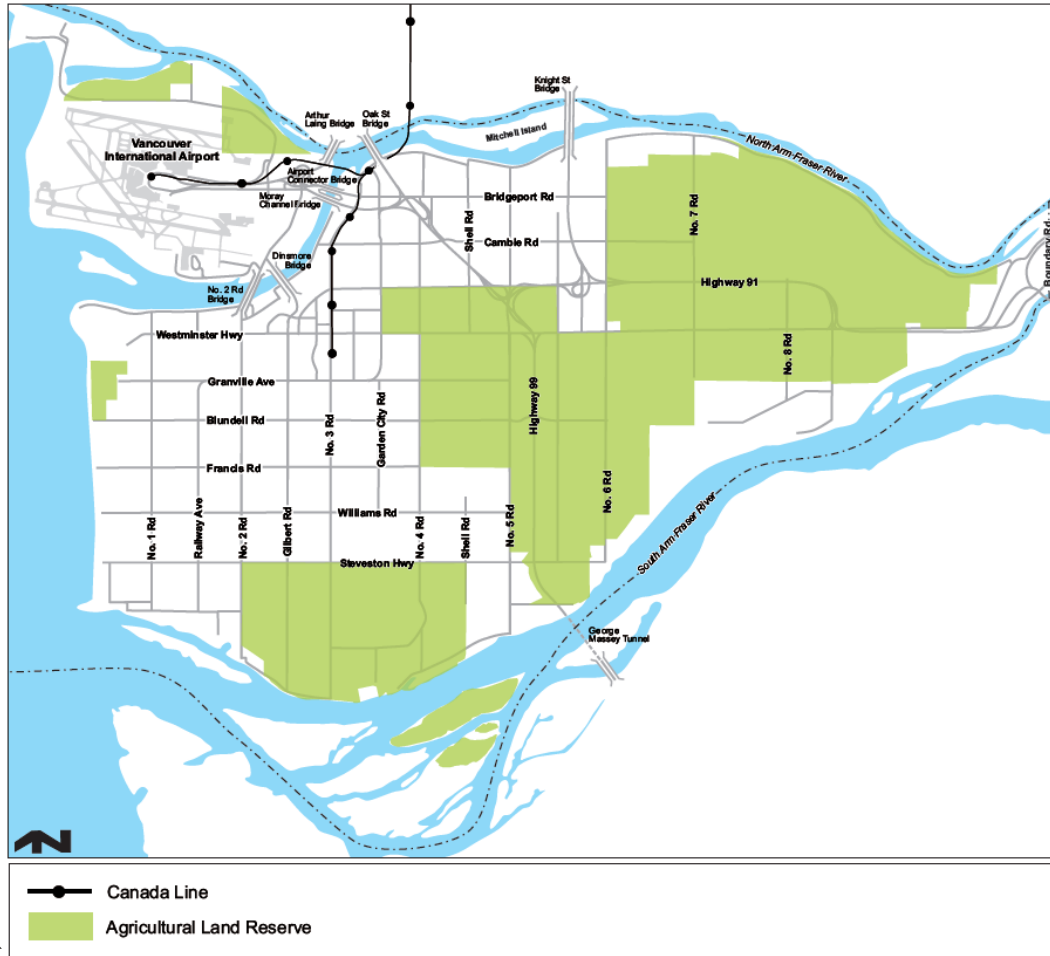 Knight St
Bridge
Arthur
Laing Bridge
Oak St
Bridge
Mitchell Island
North Arm Fraser River
Vancouver
International Airport
Airport
Connector Bridge
Moray
Channel Bridge
Bridgeport Rd
No. 7 Rd
Shell Rd
Cambie Rd
Boundary Rd.
Dinsmore
Bridge
No. 2 Rd
Bridge
Highway 91
Westminster Hwy
No. 8 Rd
Granville Ave
Highway 99
Blundell Rd
No. 3 Rd
Garden City Rd
Francis Rd
No. 6 Rd
Williams Rd
No. 1 Rd
Railway Ave
No. 2 Rd
Gilbert Rd
No. 4 Rd
Shell Rd
No. 5 Rd
South Arm Fraser River
Steveston Hwy
George
Massey Tunnel
N
Canada Line
Agricultural Land Reserve